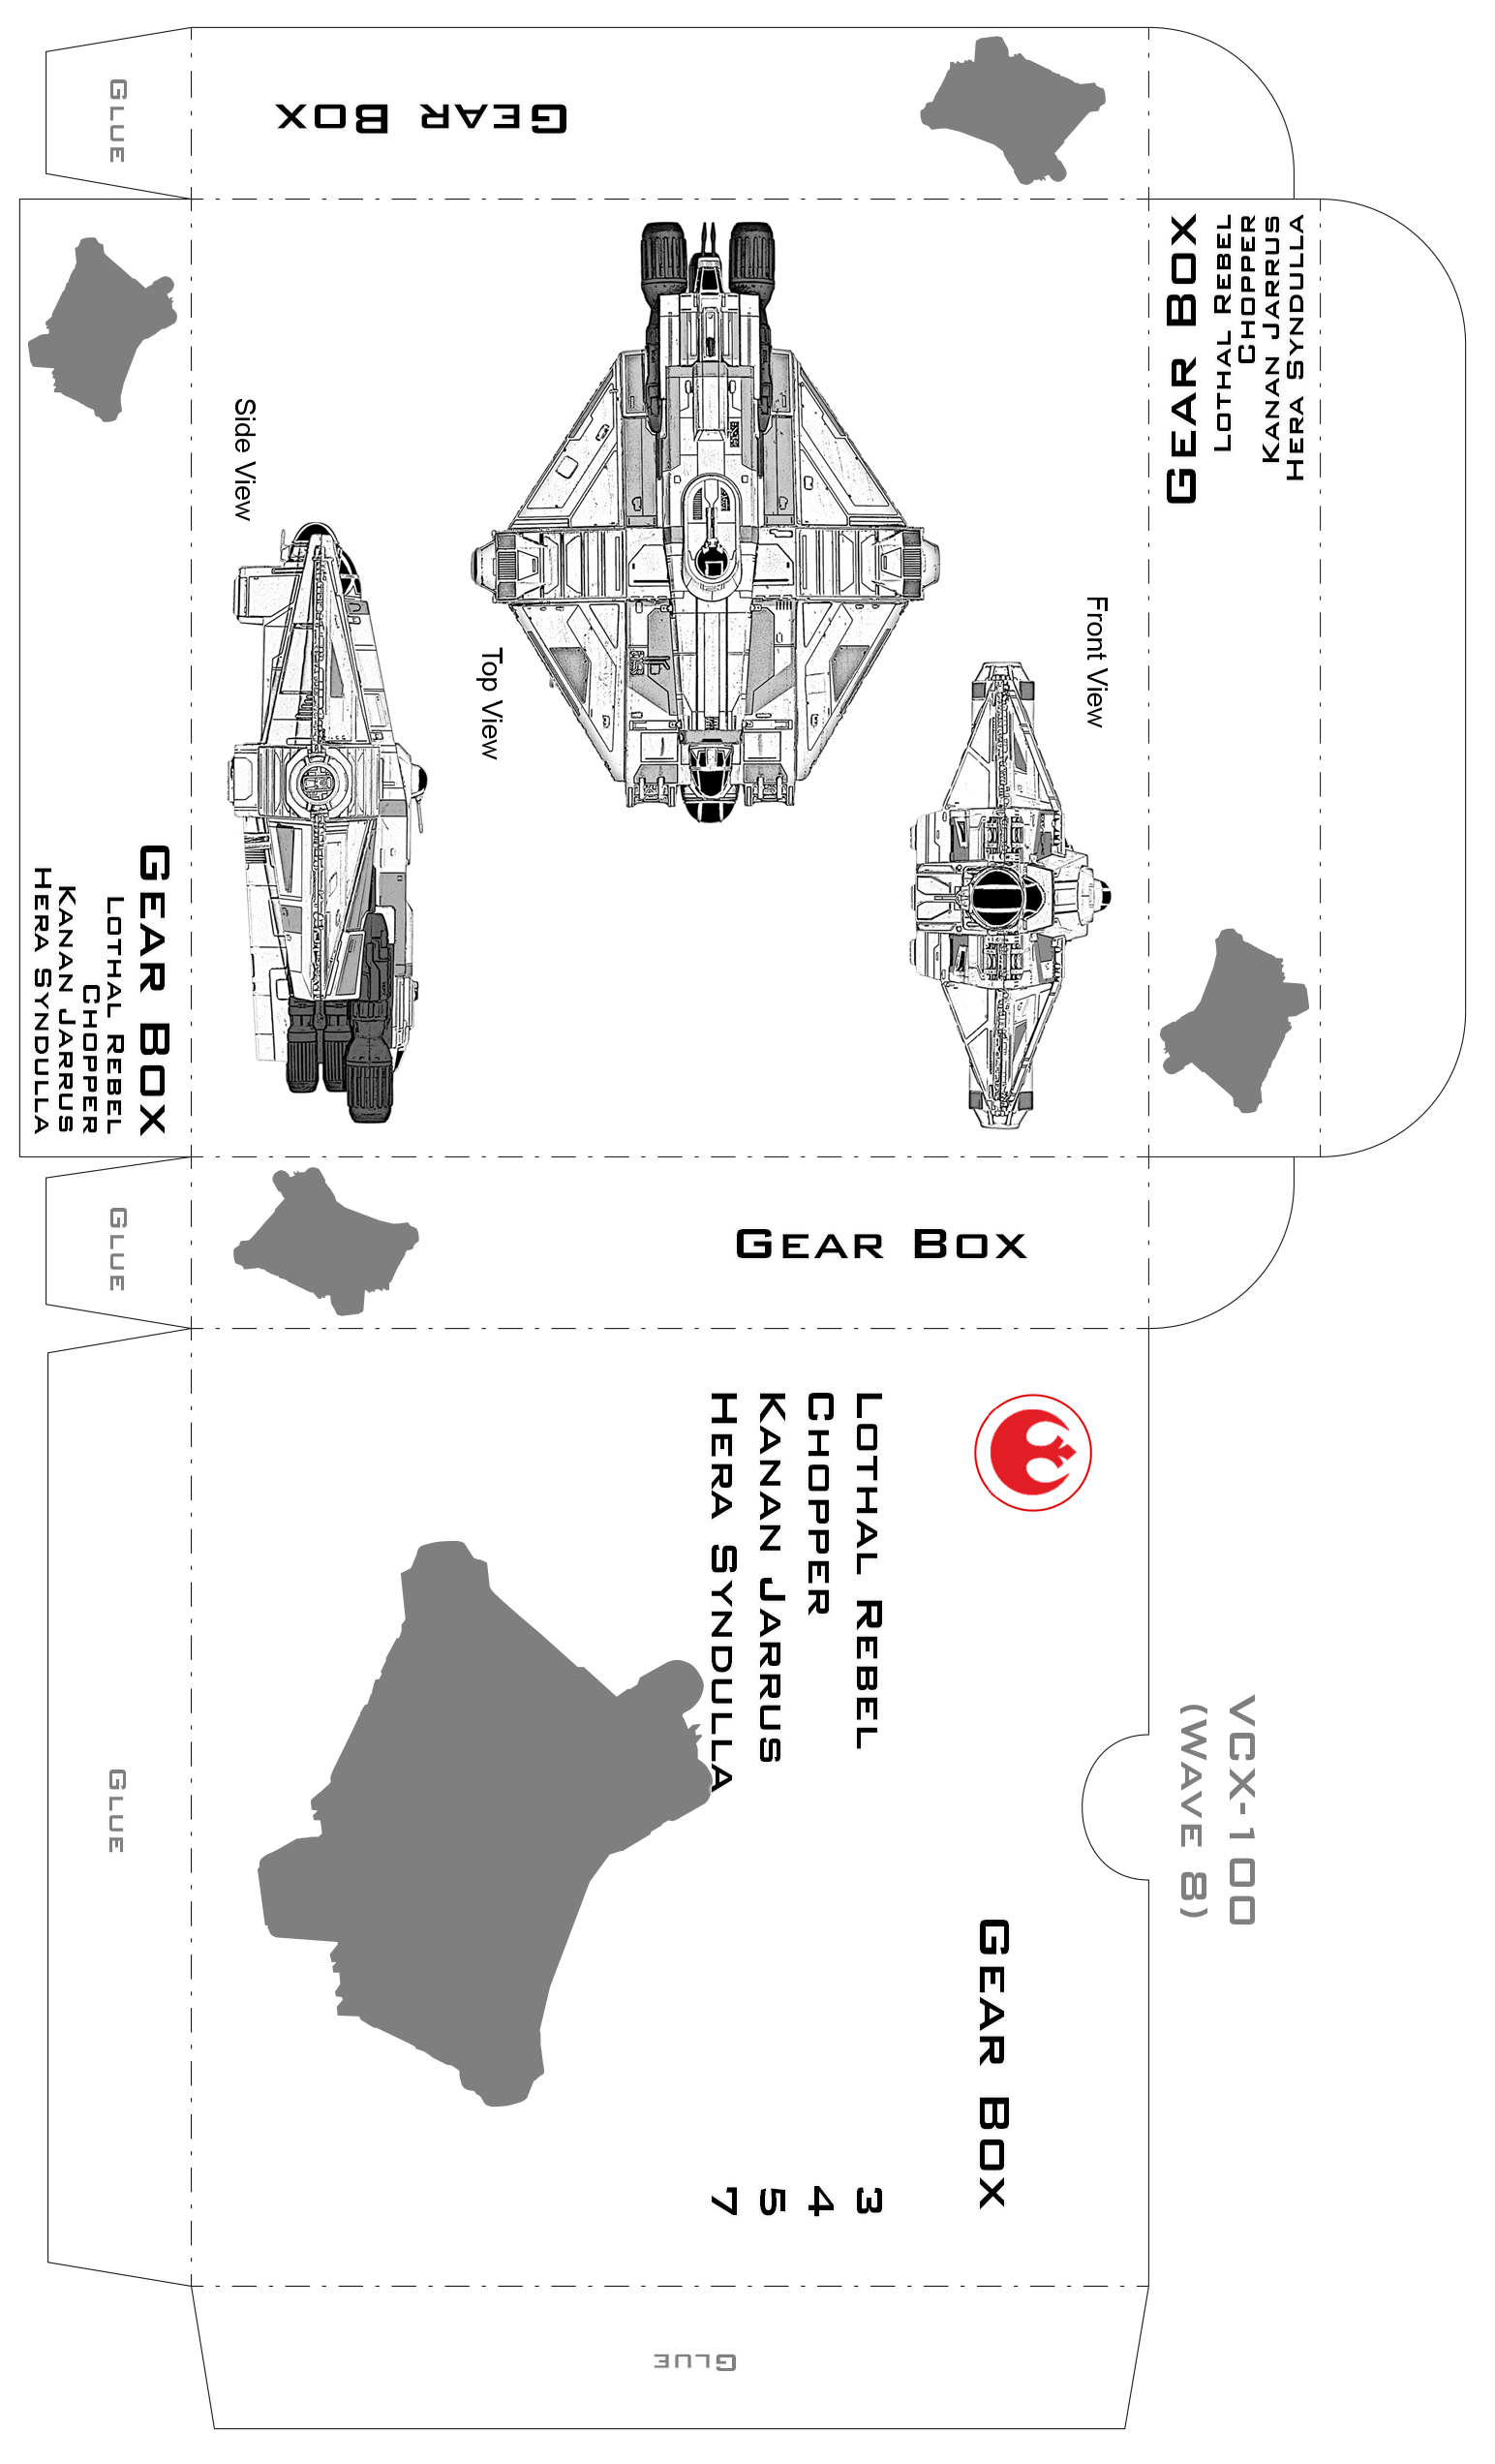 Glue
Gear Box
Gear Box
Lothal Rebel
Chopper
Kanan Jarrus
Hera Syndulla
Side View
Top View
Front View
Gear Box
Lothal Rebel
Chopper
Kanan Jarrus
Hera Syndulla
Glue
Gear Box
Glue
Gear Box
Lothal Rebel 3
Chopper 4
Kanan Jarrus 5
Hera Syndulla 7
VCX-100
(Wave 8)
Glue